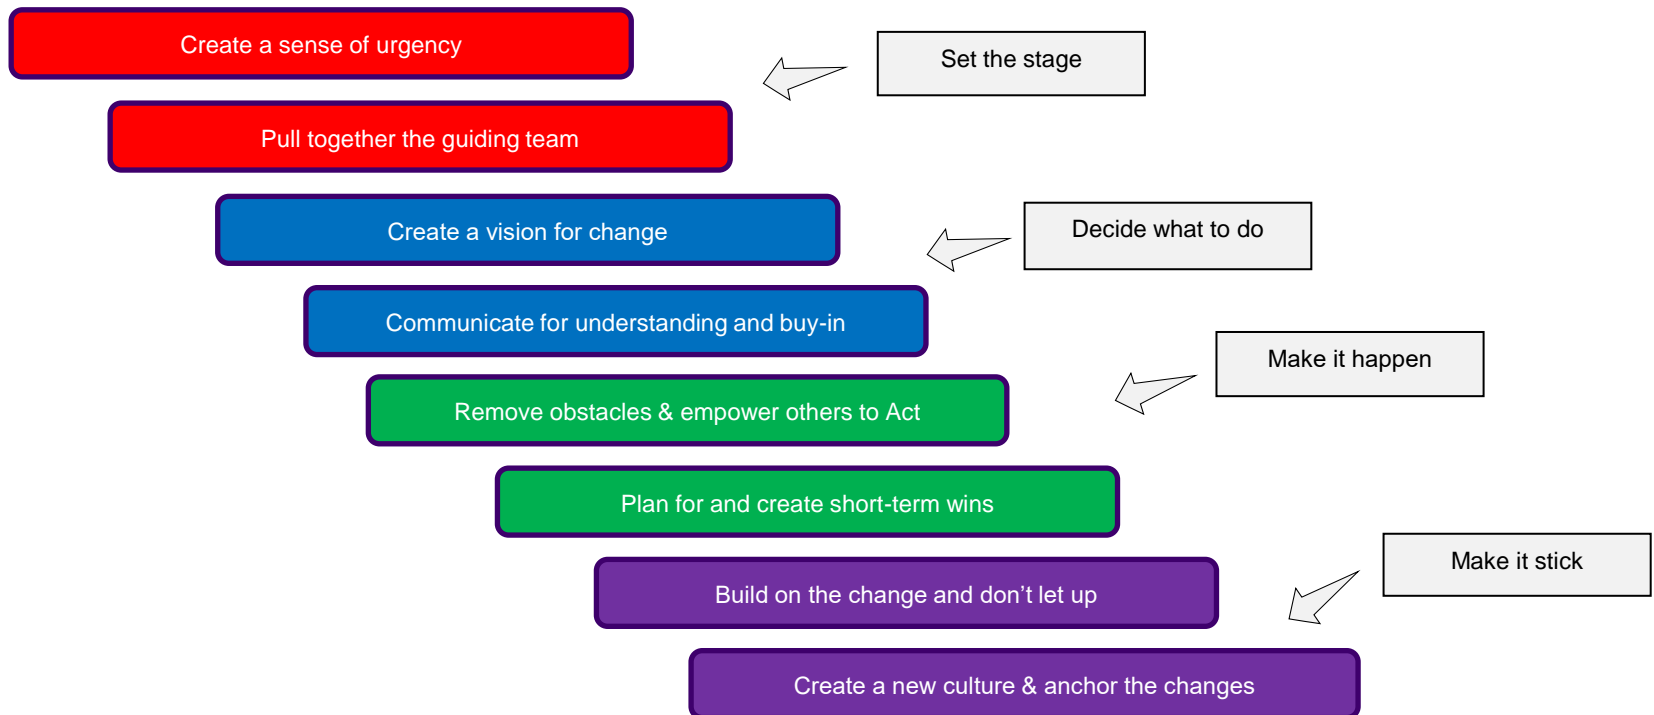 Create a sense of urgency
Set the stage
Pull together the guiding team
Create a vision for change
Decide what to do
Communicate for understanding and buy-in
Make it happen
Remove obstacles & empower others to Act
Plan for and create short-term wins
Make it stick
Build on the change and don’t let up
Create a new culture & anchor the changes